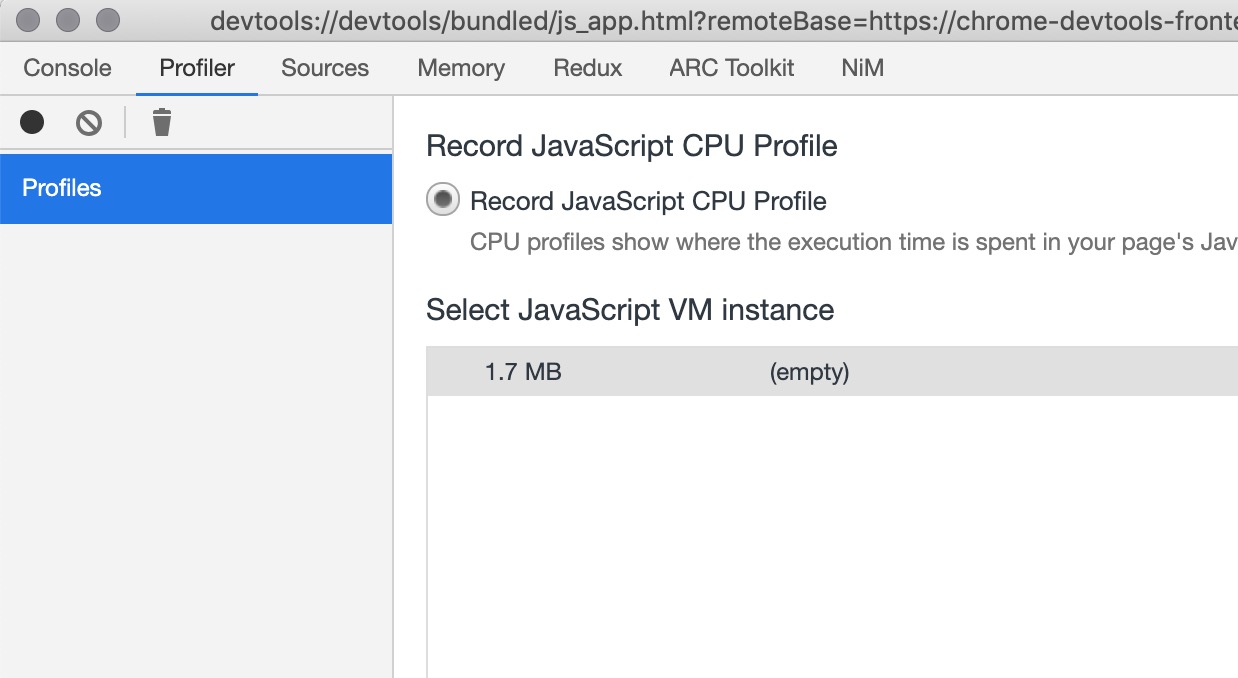 devtools://devtools/bundled/js_app.html?remoteBase=https://chrome-devtools-fronte
Console Profiler Sources Memory Redux ARC Toolkit NiM
Profiles
Record JavaScript CPU Profile
Record JavaScript CPU Profile
CPU profiles show where the execution time is spent in your page's Jav
Select JavaScript VM instance
1.7 MB (empty)